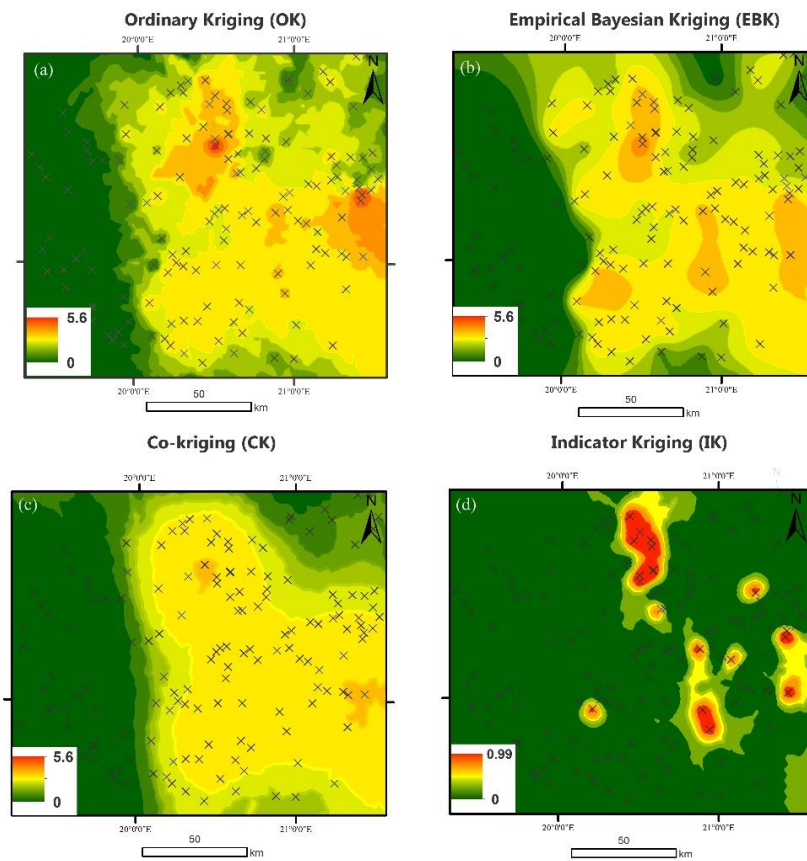 Ordinary Kriging (OK)
20°0'0"E 21°0'0"E
(a)
N
5.6
0
20°0'0"E 21°0'0"E
50
km
Empirical Bayesian Kriging (EBK)
20°0'0"E 21°0'0"E
(b)
N
5.6
0
20°0'0"E 21°0'0"E
50
km
Co-kriging (CK)
20°0'0"E 21°0'0"E
(c)
N
5.6
0
20°0'0"E 21°0'0"E
50
km
Indicator Kriging (IK)
20°0'0"E 21°0'0"E
N
(d)
N
0.99
0
20°0'0"E 21°0'0"E
50
km